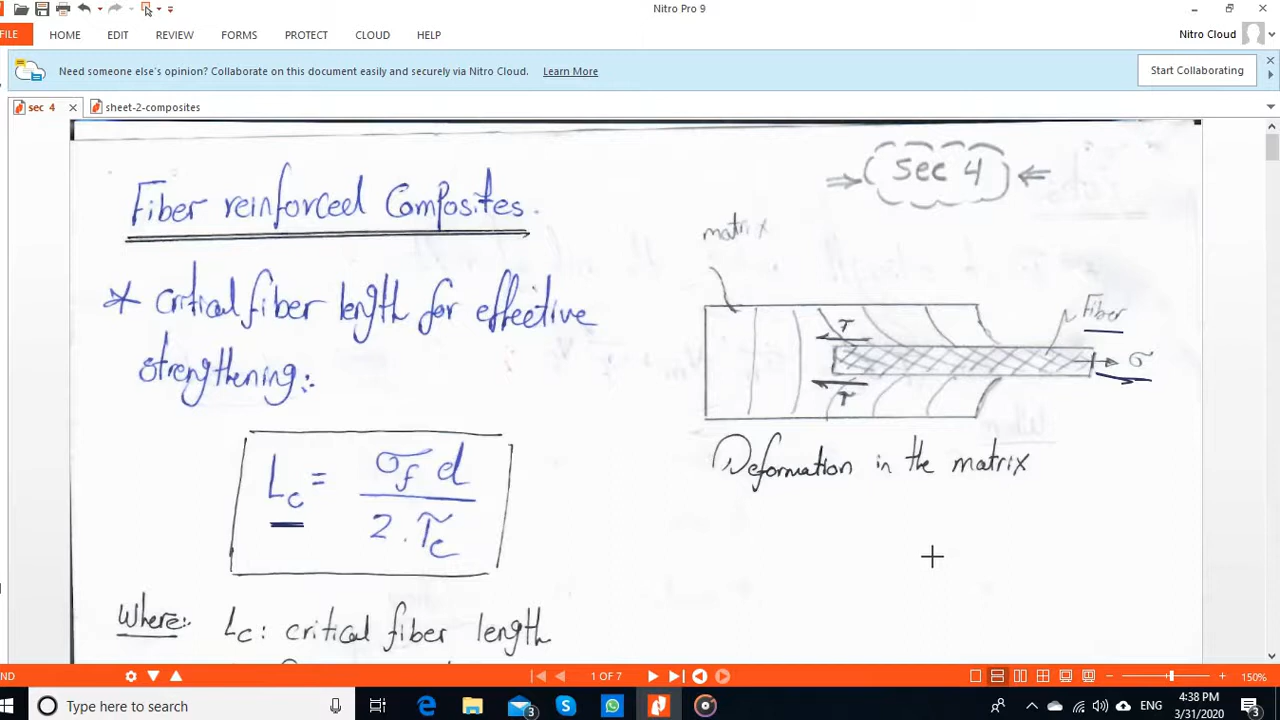 Nitro Pro 9
FILE HOME EDIT REVIEW FORMS PROTECT CLOUD HELP Nitro Cloud
Need someone else's opinion? Collaborate on this document easily and securely via Nitro Cloud. Learn More Start Collaborating
sec 4 sheet-2-composites
Sec 4
Fiber reinforced Composites.
matrix
* critical fiber length for effective
strengthening:
Fiber
τ
σ
τ
Deformation in the matrix
Lc = σf d / 2 . τc
Where: Lc: critical fiber length
ND 1 OF 7 150%
Type here to search
3
ENG
4:38 PM
3/31/2020
3